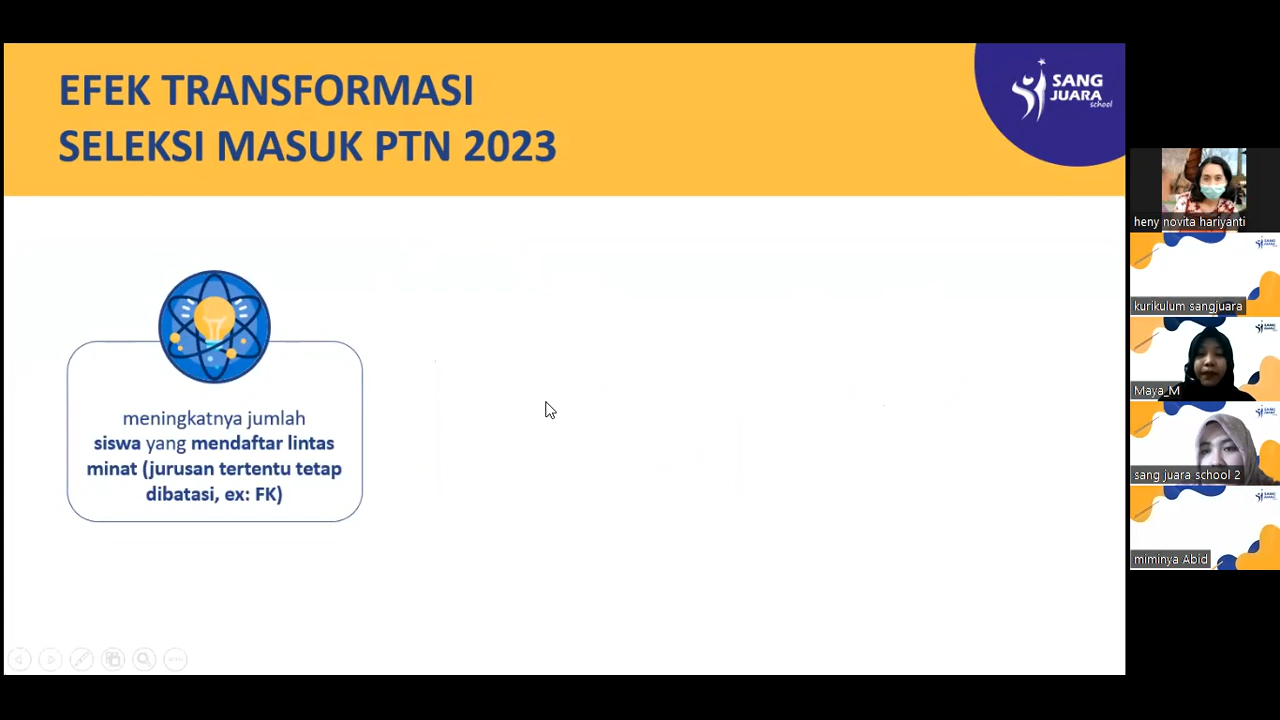 EFEK TRANSFORMASI
SELEKSI MASUK PTN 2023
SANG
JUARA
school
meningkatnya jumlah
siswa yang mendaftar lintas
minat (jurusan tertentu tetap
dibatasi, ex: FK)
heny novita hariyanti
kurikulum sangjuara
Maya_M
sang juara school 2
miminya Abid